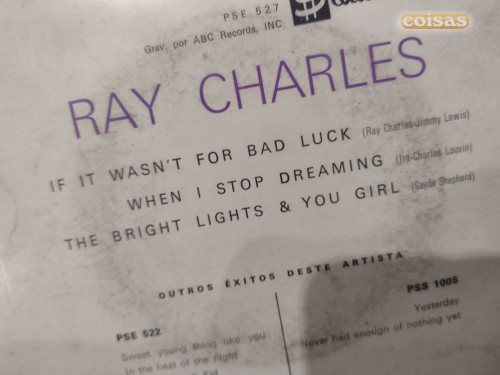 PSE 527
Grav. por ABC Records, INC
$
coisas
RAY CHARLES
IF IT WASN'T FOR BAD LUCK (Ray Charles-Jimmy Lewis)
WHEN I STOP DREAMING (Ira-Charles Louvin)
THE BRIGHT LIGHTS & YOU GIRL (Sayde Shepherd)
OUTROS ÊXITOS DESTE ARTISTA
PSE 522
Sweet young thing like you
In the heat of the night
Kid
PSS 1006
Yesterday
Never had enough of nothing yet